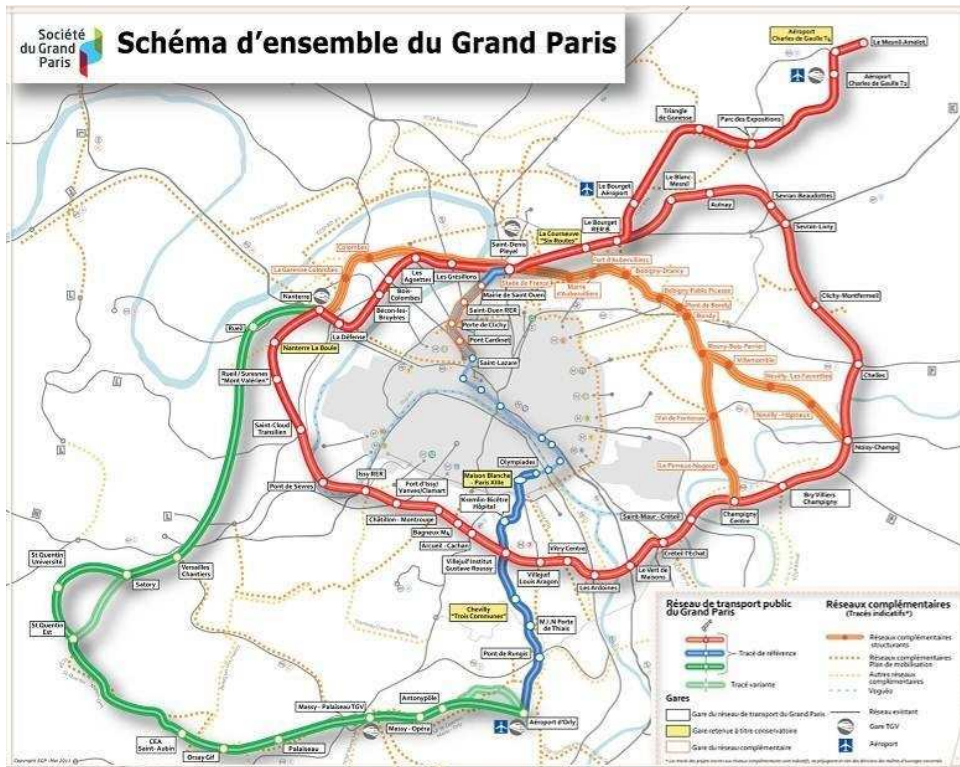 Société
du Grand
Paris
Schéma d'ensemble du Grand Paris
Aéroport
Charles de Gaulle T4
Le Mesnil-Amelot
Aéroport
Charles de Gaulle T2
Triangle
de Gonesse
Parc des Expositions
Le Bourget
Aéroport
Le Blanc-
Mesnil
Aulnay
Sevran-Beaudottes
Sevran-Livry
Le Bourget
RER B
La Courneuve
"Six Routes"
Saint-Denis
Pleyel
Colombes
La Garenne-Colombes
Les
Agnettes
Les Grésillons
Stade de France
Mairie
d'Aubervilliers
Fort d'Aubervilliers
Bobigny-Drancy
Bobigny Pablo Picasso
Pont de Bondy
Bondy
Clichy-Montfermeil
Nanterre
Bois-
Colombes
Bécon-les-
Bruyères
Mairie de Saint Ouen
Saint-Ouen RER
Porte de Clichy
Pont Cardinet
Rueil
La Défense
Nanterre La Boule
Saint-Lazare
Rosny-Bois-Perrier
Villemomble
Neuilly - Les Fauvettes
Neuilly - Hôpitaux
Chelles
Rueil / Suresnes
"Mont Valérien"
Saint-Cloud
Transilien
Val de Fontenay
Noisy-Champs
Olympiades
Le Perreux-Nogent
Maison Blanche
- Paris XIIIe
Issy RER
Pont de Sèvres
Fort d'Issy/
Vanves/Clamart
Kremlin-Bicêtre
Hôpital
Bry Villiers
Champigny
Champigny
Centre
Saint-Maur - Créteil
Châtillon - Montrouge
Bagneux M4
Arcueil - Cachan
Créteil l'Echat
Villejuif Institut
Gustave Roussy
Vitry Centre
Villejuif
Louis Aragon
Les Ardoines
Le Vert de
Maisons
St Quentin
Université
Satory
Versailles
Chantiers
Chevilly
"Trois Communes"
M.I.N Porte
de Thiais
St Quentin
Est
Pont de Rungis
Antonypôle
Massy - Palaiseau TGV
Massy - Opéra
Aéroport d'Orly
CEA
Saint-Aubin
Orsay Gif
Palaiseau
Réseau de transport public
du Grand Paris
gare
Tracé de référence
Tracé variante
Gares
Gare du réseau de transport du Grand Paris
Gare retenue à titre conservatoire
Gare du réseau complémentaire
Réseaux complémentaires
(Tracés indicatifs*)
Réseaux complémentaires
structurants
Réseaux complémentaires
Plan de mobilisation
Autres réseaux
complémentaires
Voguéo
Réseau existant
Gare TGV
Aéroport